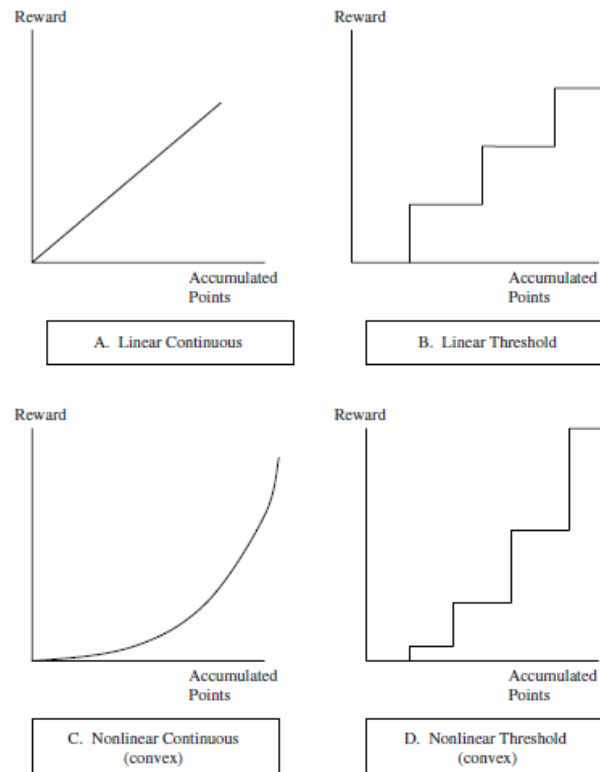 Reward
Reward
Accumulated
Points
Accumulated
Points
A. Linear Continuous
B. Linear Threshold
Reward
Reward
Accumulated
Points
Accumulated
Points
C. Nonlinear Continuous
(convex)
D. Nonlinear Threshold
(convex)